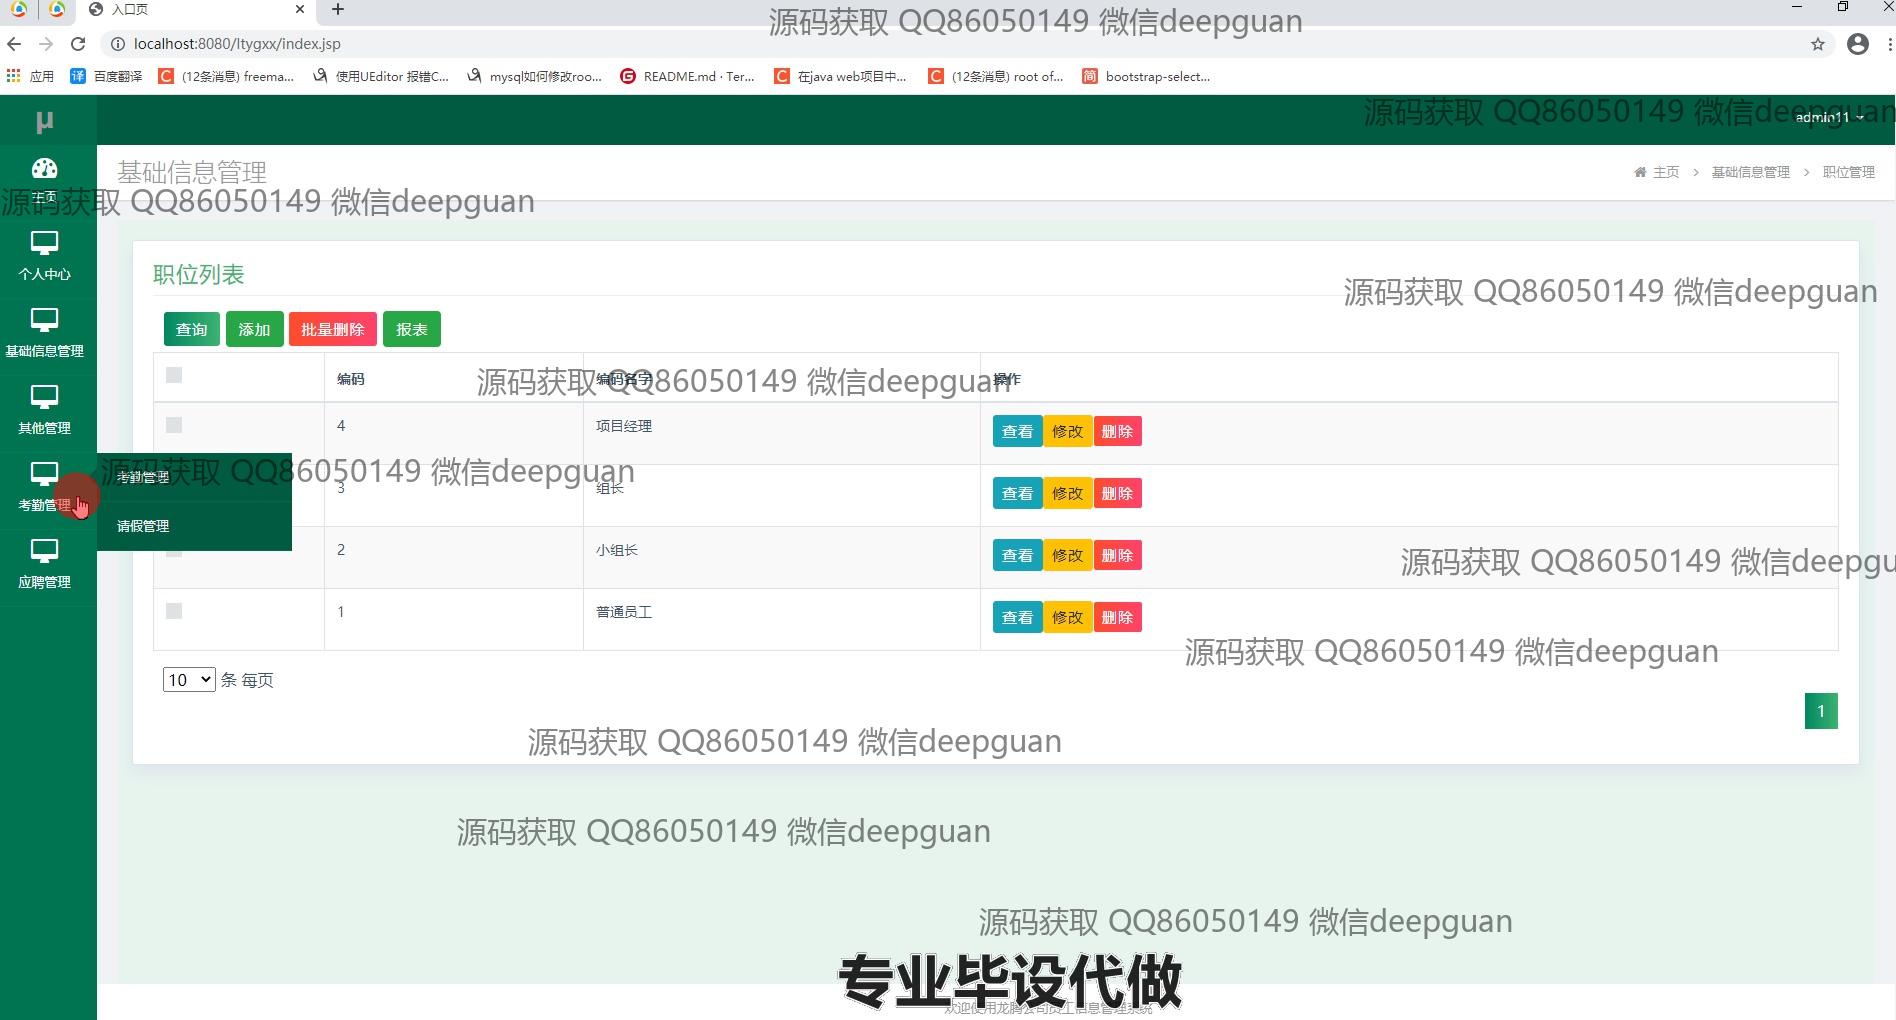 入口页
源码获取 QQ86050149 微信deepguan
localhost:8080/ltygxx/index.jsp
应用 百度翻译 (12条消息) freema... 使用UEditor 报错C... mysql如何修改roo... README.md · Ter... 在java web项目中... (12条消息) root of... bootstrap-select...
μ
源码获取 QQ86050149 微信deepguan
admin11
基础信息管理
主页 > 基础信息管理 > 职位管理
主页
源码获取 QQ86050149 微信deepguan
个人中心
职位列表
源码获取 QQ86050149 微信deepguan
查询 添加 批量删除 报表
基础信息管理
编码 编码名字 操作
源码获取 QQ86050149 微信deepguan
其他管理
4 项目经理 查看 修改 删除
源码获取 QQ86050149 微信deepguan
考勤管理
3 组长 查看 修改 删除
考勤管理
请假管理
2 小组长 查看 修改 删除
源码获取 QQ86050149 微信deepgu
应聘管理
1 普通员工 查看 修改 删除
源码获取 QQ86050149 微信deepguan
10 条 每页
1
源码获取 QQ86050149 微信deepguan
源码获取 QQ86050149 微信deepguan
源码获取 QQ86050149 微信deepguan
专业毕设代做
欢迎使用龙腾公司员工信息管理系统